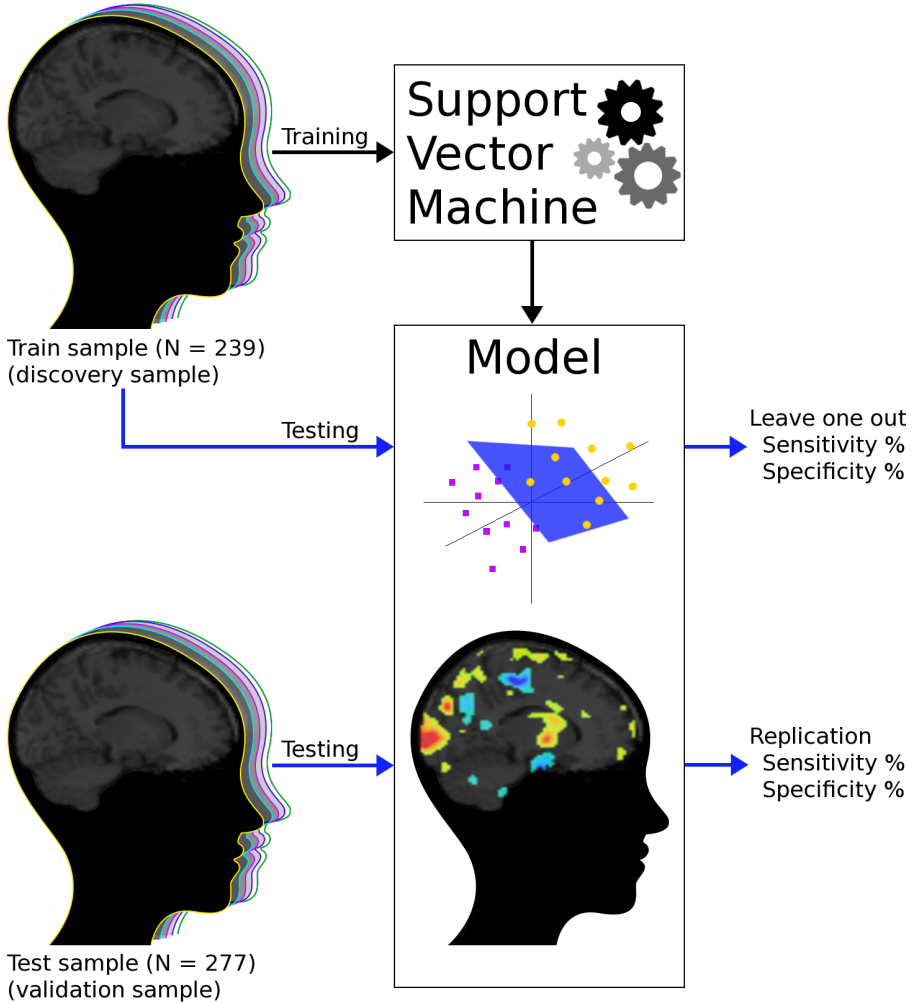 Training
Support
Vector
Machine
Train sample (N = 239)
(discovery sample)
Model
Testing
Leave one out
Sensitivity %
Specificity %
Testing
Replication
Sensitivity %
Specificity %
Test sample (N = 277)
(validation sample)